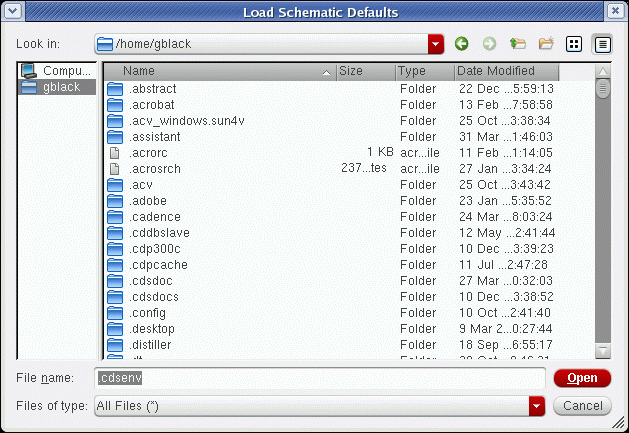 Load Schematic Defaults
Look in: /home/gblack
Compu...
gblack
Name Size Type Date Modified
.abstract Folder 22 Dec ...5:59:13
.acrobat Folder 13 Feb ...7:58:58
.acv_windows.sun4v Folder 25 Oct ...3:38:34
.assistant Folder 31 Mar ...1:46:03
.acrorc 1 KB acr...ile 11 Feb ...1:14:05
.acrosrch 237...tes acr...ile 27 Jan ...3:34:24
.acv Folder 25 Oct ...3:43:42
.adobe Folder 23 Jan ...5:35:52
.cadence Folder 24 Mar ...8:03:24
.cddbslave Folder 12 May ...2:41:44
.cdp300c Folder 10 Dec ...3:39:23
.cdpcache Folder 11 Jul ...2:47:28
.cdsdoc Folder 27 Mar ...0:32:03
.cdsdocs Folder 10 Dec ...3:38:52
.config Folder 10 Oct ...2:41:40
.desktop Folder 9 Mar 2...0:27:44
.distiller Folder 18 Sep ...6:55:17
File name: .cdsenv Open
Files of type: All Files (*) Cancel